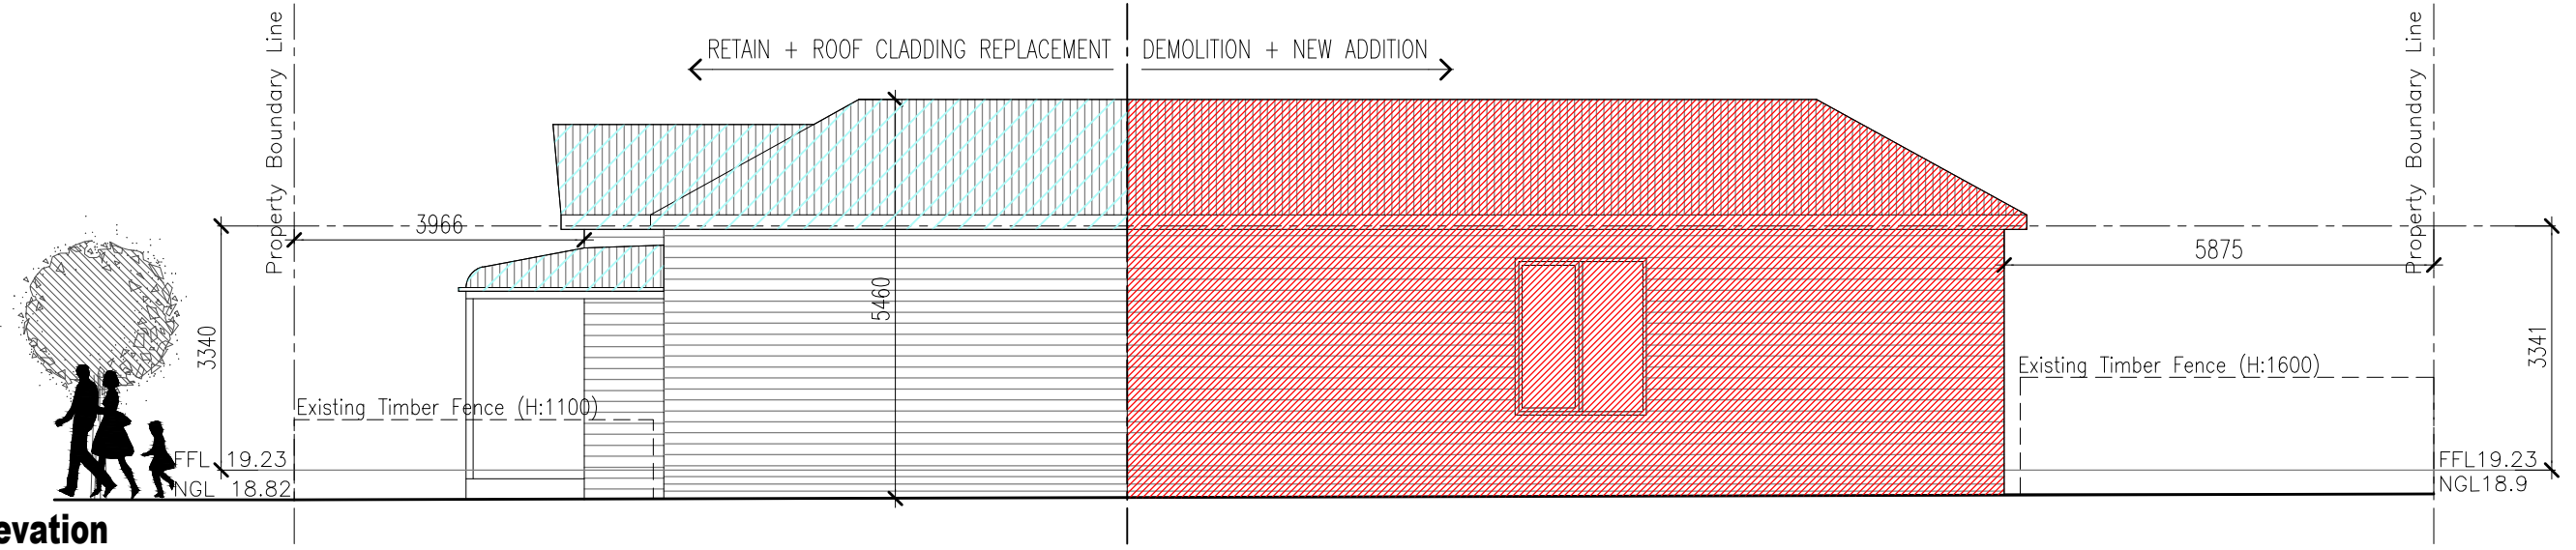 Property Boundary Line
RETAIN + ROOF CLADDING REPLACEMENT
DEMOLITION + NEW ADDITION
Property Boundary Line
3966
5875
5460
3340
3341
Existing Timber Fence (H:1100)
Existing Timber Fence (H:1600)
FFL 19.23
NGL 18.82
FFL19.23
NGL18.9
evation